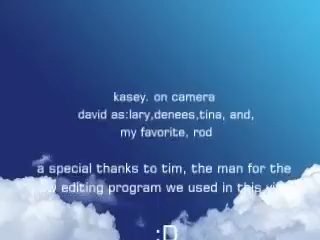 kasey. on camera
david as:lary,denees,tina, and,
my favorite, rod
a special thanks to tim, the man for the
editing program we used in this
:D